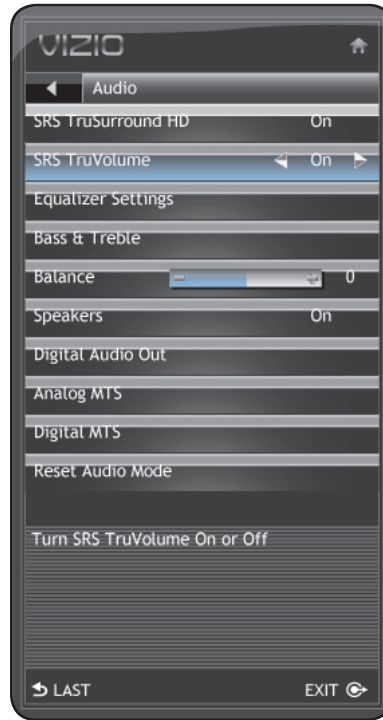 VIZIO
Audio
SRS TruSurround HD On
SRS TruVolume On
Equalizer Settings
Bass & Treble
Balance 0
Speakers On
Digital Audio Out
Analog MTS
Digital MTS
Reset Audio Mode
Turn SRS TruVolume On or Off
LAST EXIT